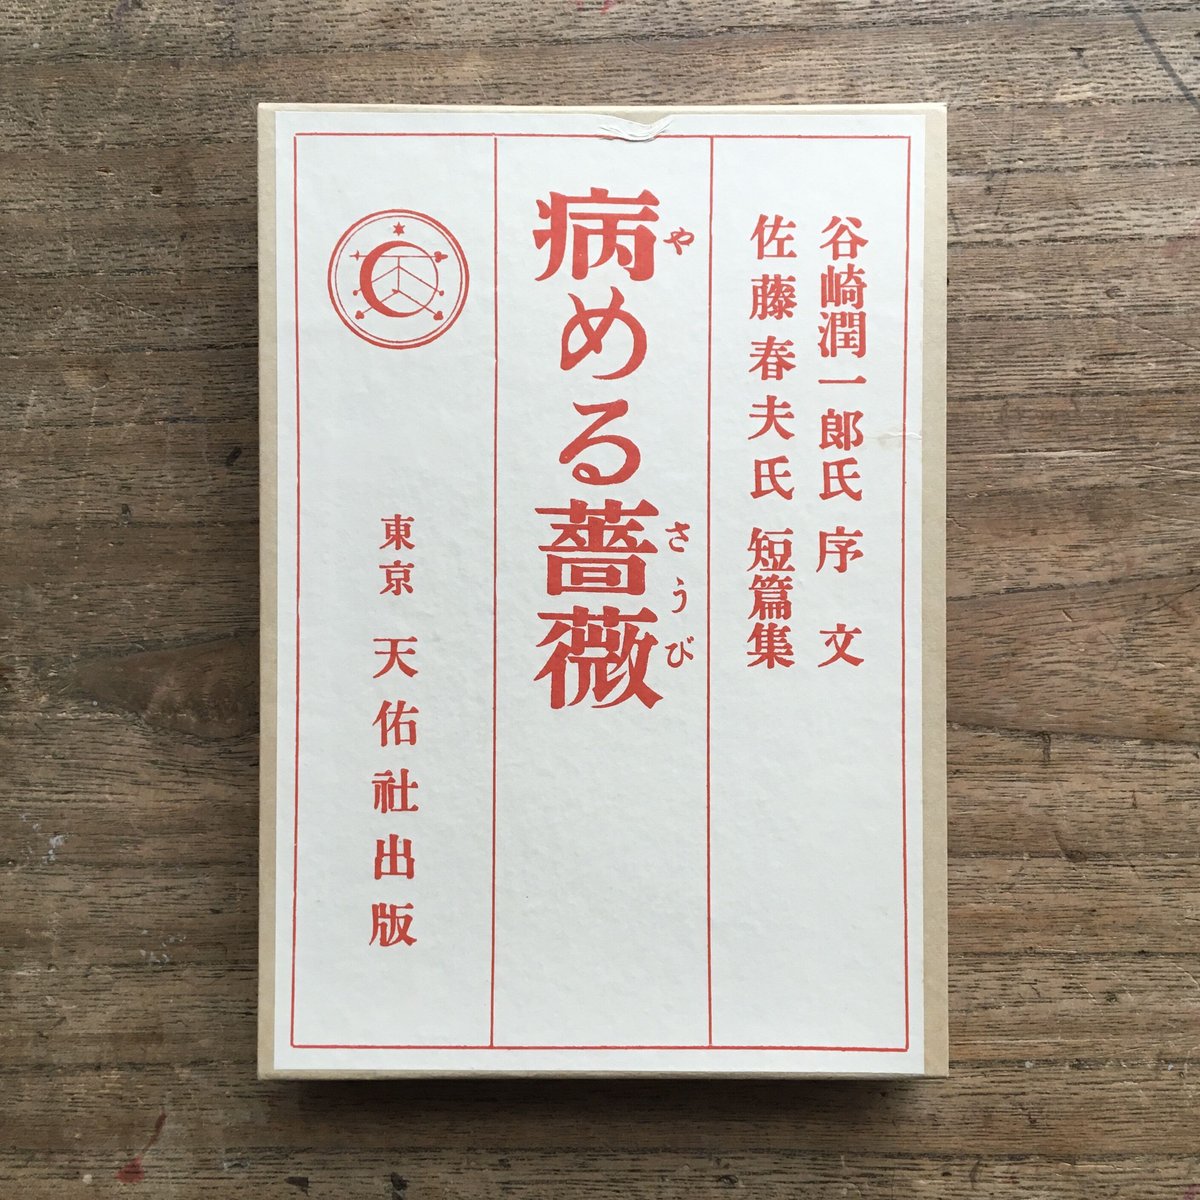 谷崎潤一郎氏 序文
佐藤春夫氏 短篇集
病める薔薇
や
さうび
東京 天佑社出版